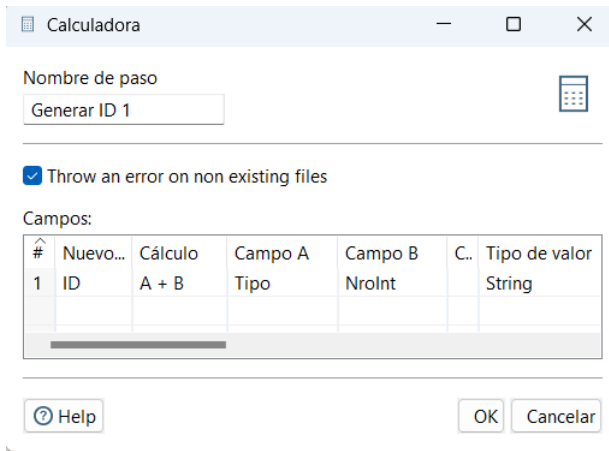 Calculadora
Nombre de paso
Generar ID 1
Throw an error on non existing files
Campos:
# Nuevo... Cálculo Campo A Campo B C.. Tipo de valor
1 ID A + B Tipo NroInt String
Help OK Cancelar